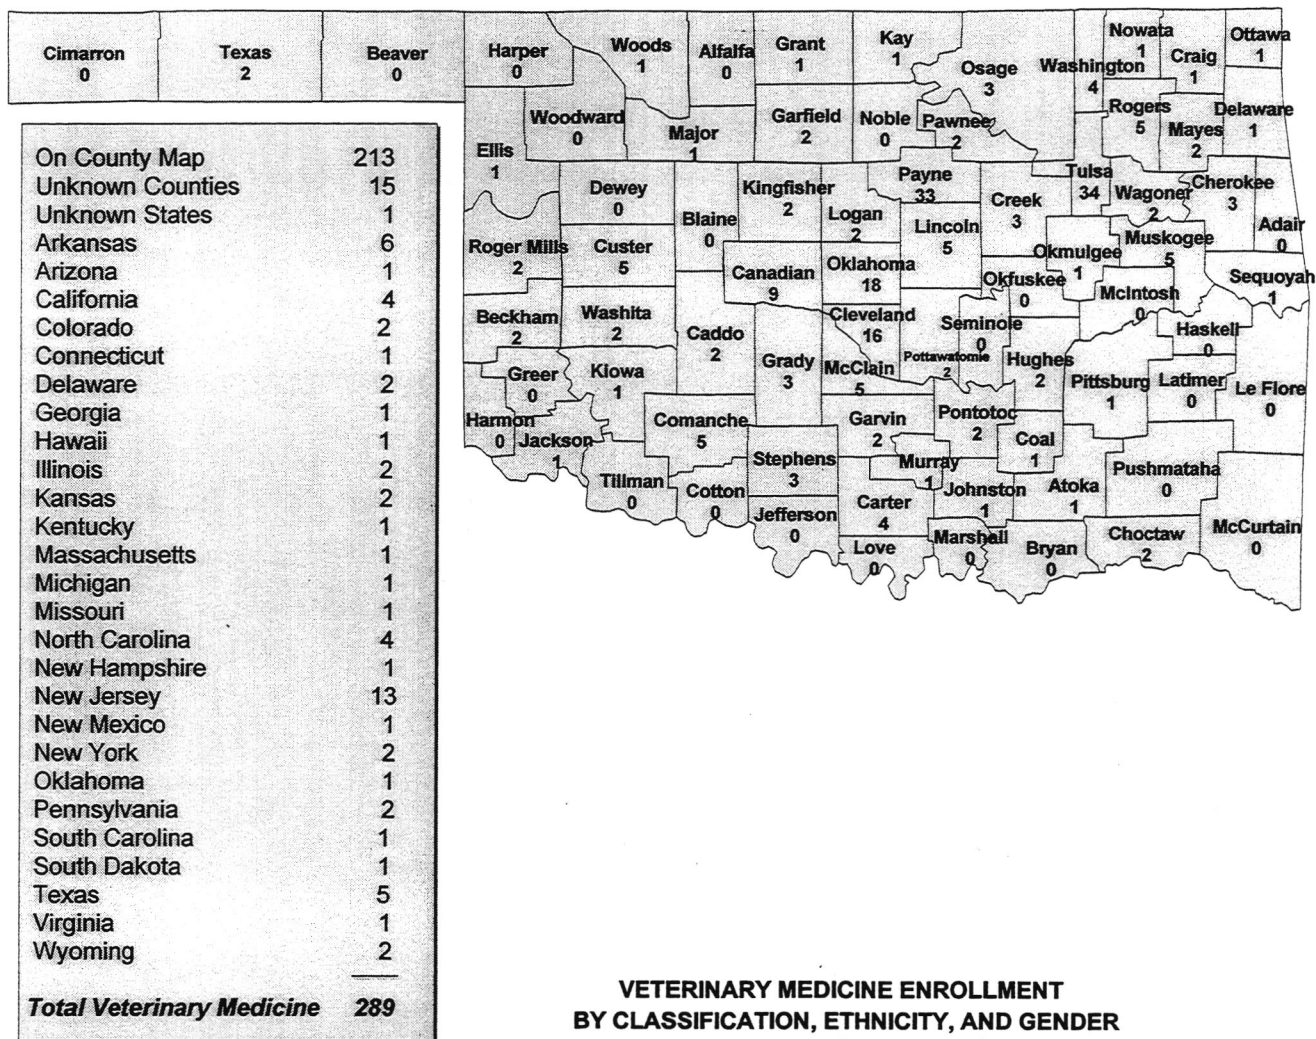 Cimarron
0
Texas
2
Beaver
0
Harper
0
Woods
1
Alfalfa
0
Grant
1
Kay
1
Osage
3
Washington
4
Nowata
1
Craig
1
Ottawa
1
Ellis
1
Woodward
0
Major
1
Garfield
2
Noble
0
Pawnee
2
Rogers
5
Mayes
2
Delaware
1
Dewey
0
Blaine
0
Kingfisher
2
Logan
2
Payne
33
Creek
3
Tulsa
34
Wagoner
2
Cherokee
3
Adair
0
Roger Mills
2
Custer
5
Canadian
9
Oklahoma
18
Lincoln
5
Okfuskee
0
Okmulgee
1
Muskogee
5
McIntosh
0
Sequoyah
1
Beckham
2
Washita
2
Caddo
2
Grady
3
Cleveland
16
McClain
5
Pottawatomie
2
Seminole
0
Hughes
2
Pittsburg
1
Haskell
0
Latimer
0
Le Flore
0
Greer
0
Kiowa
1
Harmon
0
Jackson
1
Comanche
5
Tillman
0
Cotton
0
Stephens
3
Jefferson
0
Garvin
2
Murray
1
Carter
4
Love
0
Pontotoc
2
Johnston
1
Marshall
0
Coal
1
Atoka
1
Bryan
0
Pushmataha
0
Choctaw
2
McCurtain
0
On County Map 213
Unknown Counties 15
Unknown States 1
Arkansas 6
Arizona 1
California 4
Colorado 2
Connecticut 1
Delaware 2
Georgia 1
Hawaii 1
Illinois 2
Kansas 2
Kentucky 1
Massachusetts 1
Michigan 1
Missouri 1
North Carolina 4
New Hampshire 1
New Jersey 13
New Mexico 1
New York 2
Oklahoma 1
Pennsylvania 2
South Carolina 1
South Dakota 1
Texas 5
Virginia 1
Wyoming 2
Total Veterinary Medicine 289
VETERINARY MEDICINE ENROLLMENT
BY CLASSIFICATION, ETHNICITY, AND GENDER